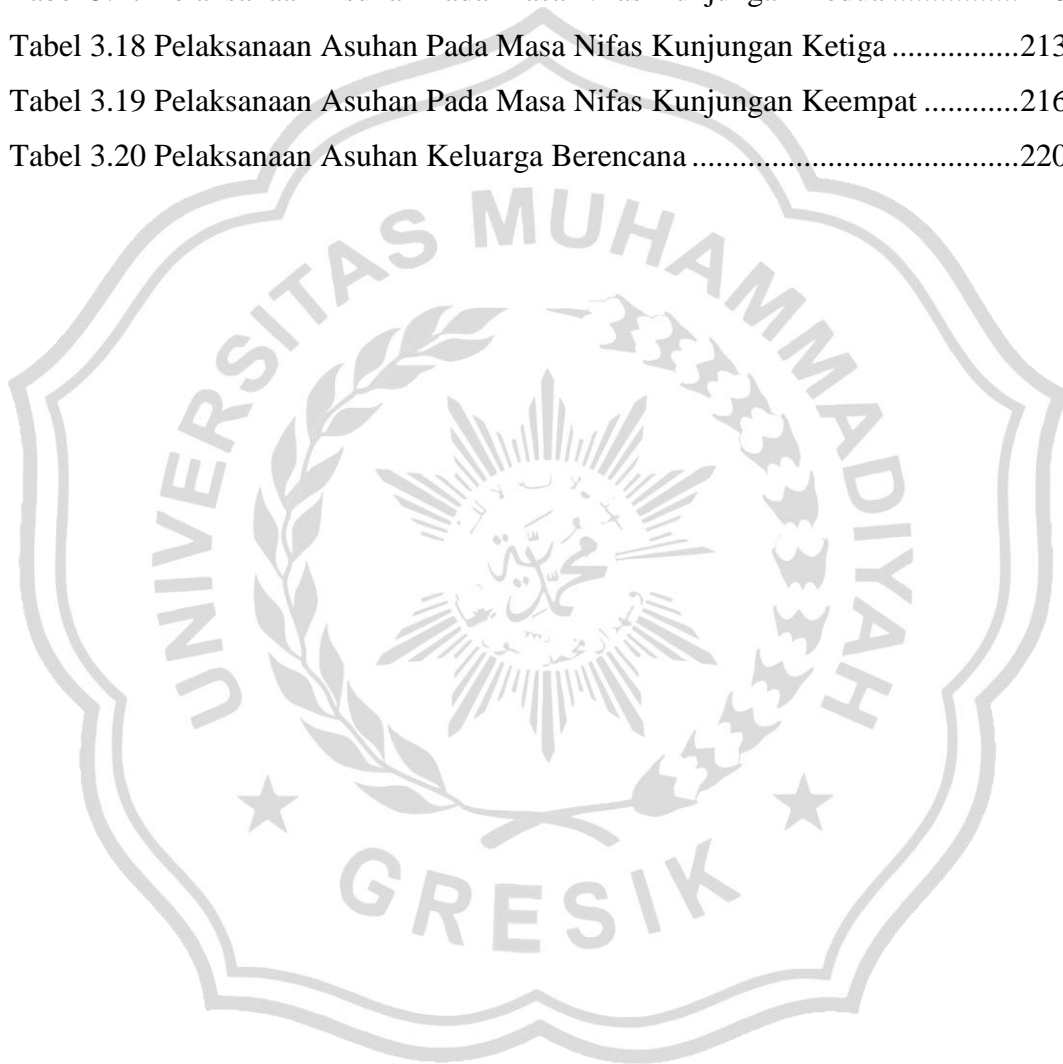 Tabel 3.18 Pelaksanaan Asuhan Pada Masa Nifas Kunjungan Ketiga ................213
Tabel 3.19 Pelaksanaan Asuhan Pada Masa Nifas Kunjungan Keempat ............216
Tabel 3.20 Pelaksanaan Asuhan Keluarga Berencana .........................................220
UNIVERSITAS MUHAMMADIYAH
GRESIK